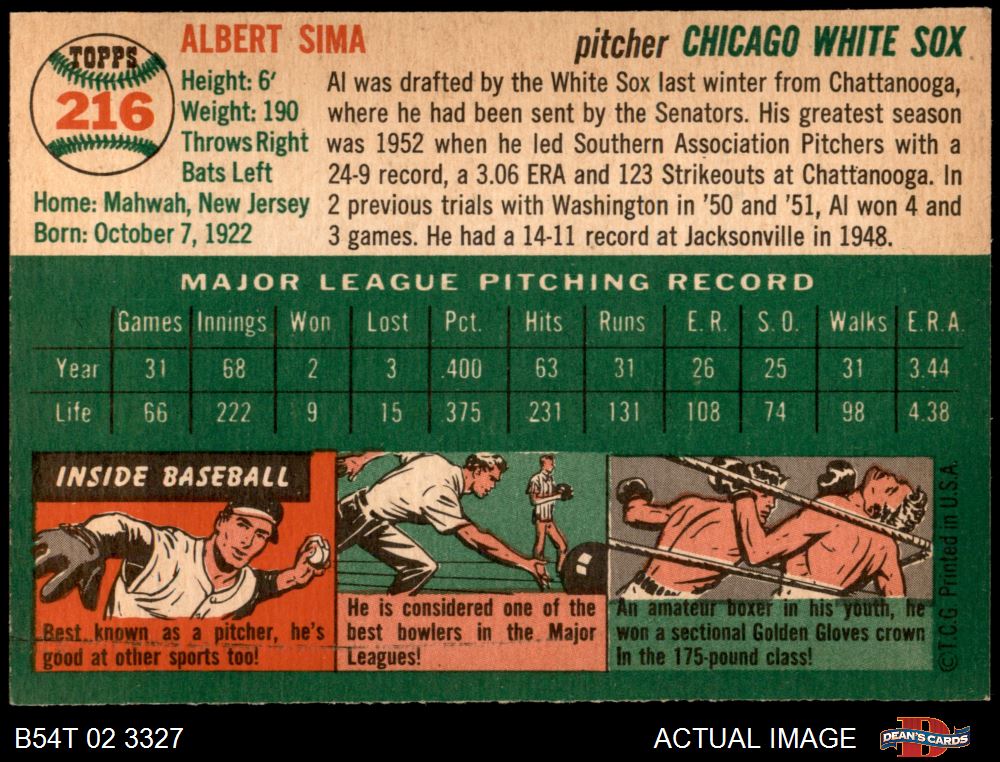 TOPPS
216
ALBERT SIMA
pitcher CHICAGO WHITE SOX
Height: 6'
Weight: 190
Throws Right
Bats Left
Home: Mahwah, New Jersey
Born: October 7, 1922
Al was drafted by the White Sox last winter from Chattanooga,
where he had been sent by the Senators. His greatest season
was 1952 when he led Southern Association Pitchers with a
24-9 record, a 3.06 ERA and 123 Strikeouts at Chattanooga. In
2 previous trials with Washington in '50 and '51, Al won 4 and
3 games. He had a 14-11 record at Jacksonville in 1948.
MAJOR LEAGUE PITCHING RECORD
Games Innings Won Lost Pct. Hits Runs E.R. S.O. Walks E.R.A.
Year 31 68 2 3 .400 63 31 26 25 31 3.44
Life 66 222 9 15 .375 231 131 108 74 98 4.38
INSIDE BASEBALL
Best known as a pitcher, he's
good at other sports too!
He is considered one of the
best bowlers in the Major
Leagues!
An amateur boxer in his youth, he
won a sectional Golden Gloves crown
in the 175-pound class!
©T.C.G. Printed in U.S.A.
B54T 02 3327
ACTUAL IMAGE
D
DEAN'S CARDS